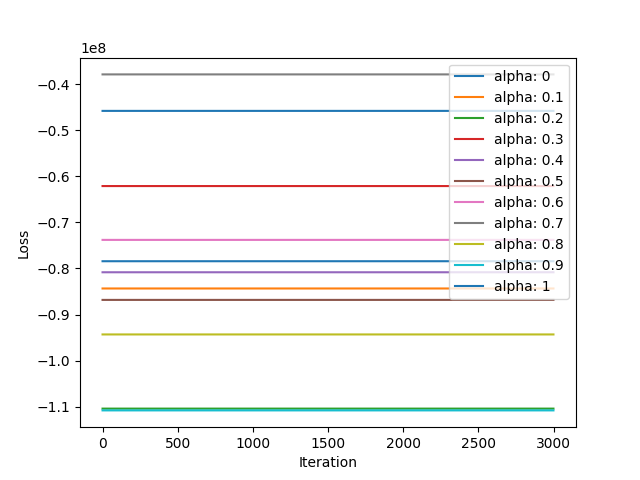 1e8
−0.4
−0.5
−0.6
−0.7
−0.8
−0.9
−1.0
−1.1
Loss
0 500 1000 1500 2000 2500 3000
Iteration
alpha: 0
alpha: 0.1
alpha: 0.2
alpha: 0.3
alpha: 0.4
alpha: 0.5
alpha: 0.6
alpha: 0.7
alpha: 0.8
alpha: 0.9
alpha: 1